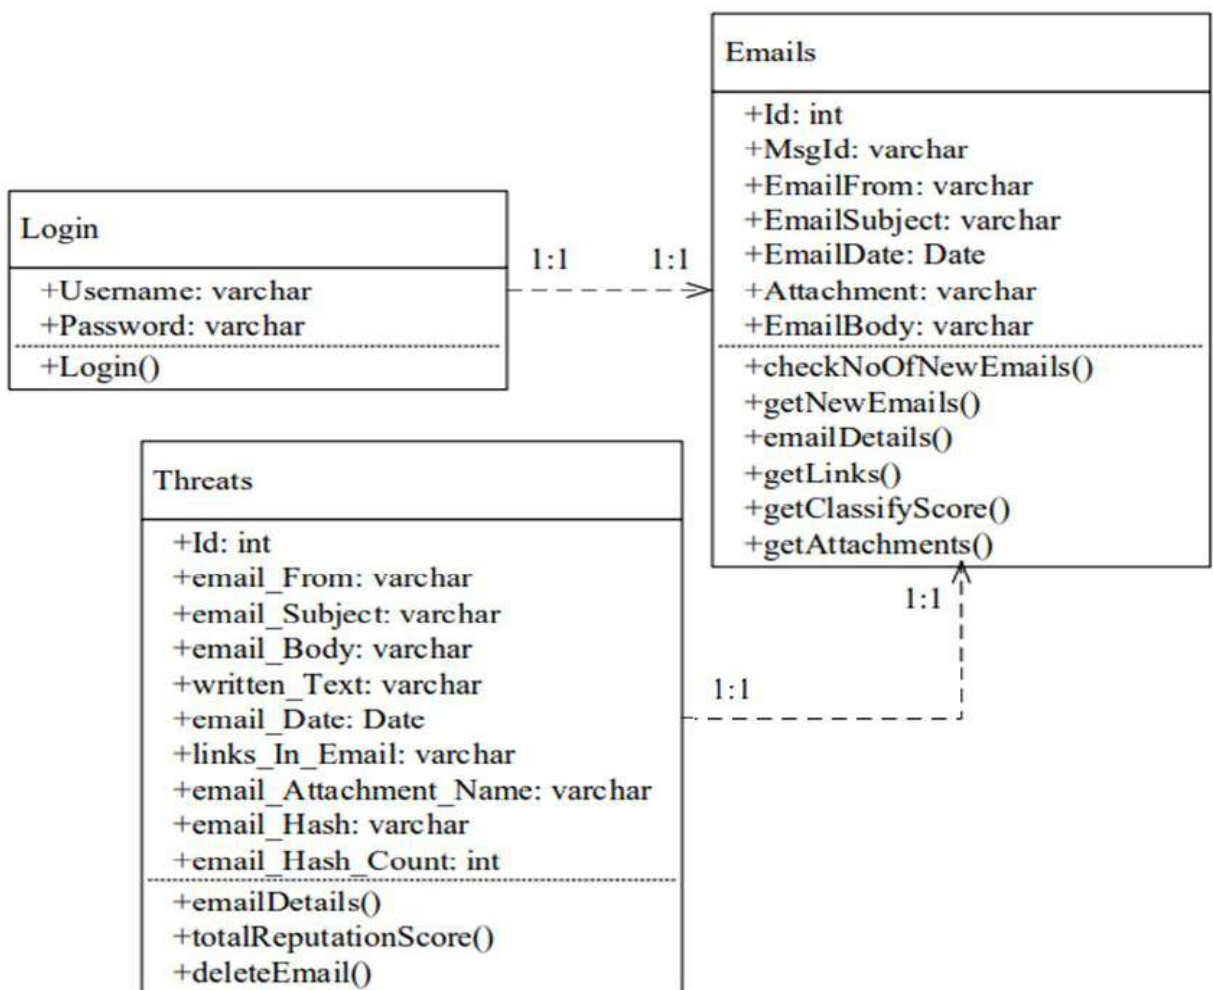 Emails
+Id: int
+MsgId: varchar
+EmailFrom: varchar
+EmailSubject: varchar
+EmailDate: Date
+Attachment: varchar
+EmailBody: varchar
+checkNoOfNewEmails()
+getNewEmails()
+emailDetails()
+getLinks()
+getClassifyScore()
+getAttachments()
Login
+Username: varchar
+Password: varchar
+Login()
1:1
1:1
Threats
+Id: int
+email_From: varchar
+email_Subject: varchar
+email_Body: varchar
+written_Text: varchar
+email_Date: Date
+links_In_Email: varchar
+email_Attachment_Name: varchar
+email_Hash: varchar
+email_Hash_Count: int
+emailDetails()
+totalReputationScore()
+deleteEmail()
1:1
1:1